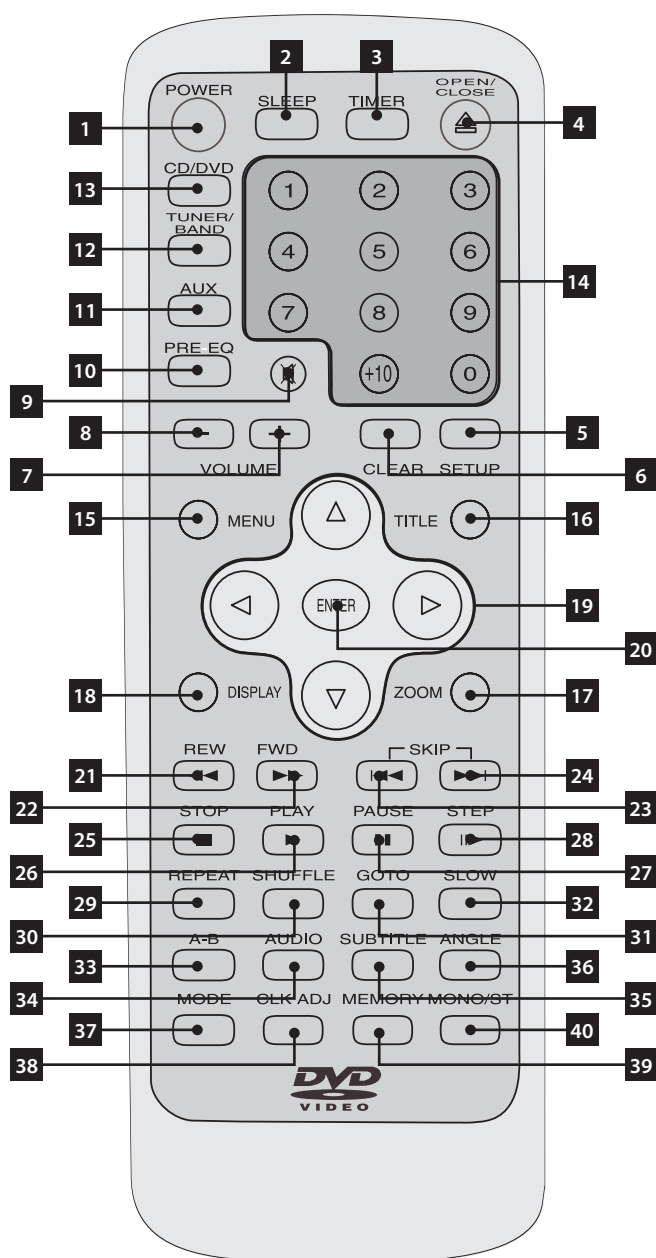 2 3
POWER SLEEP TIMER OPEN/
CLOSE
1 4
CD/DVD
13 1 2 3
TUNER/
BAND
12 4 5 6
AUX
11 7 8 9 14
PRE-EQ
10 +10 0
9
8 5
7 VOLUME CLEAR SETUP 6
15 MENU TITLE 16
19
ENTER
20
18 DISPLAY ZOOM 17
REW FWD SKIP
21 24
22 23
STOP PLAY PAUSE STEP
25 28
26 27
REPEAT SHUFFLE GOTO SLOW
29 32
30 31
A-B AUDIO SUBTITLE ANGLE
33 36
34 35
MODE CLK ADJ MEMORY MONO/ST
37 40
38 39
DVD
VIDEO